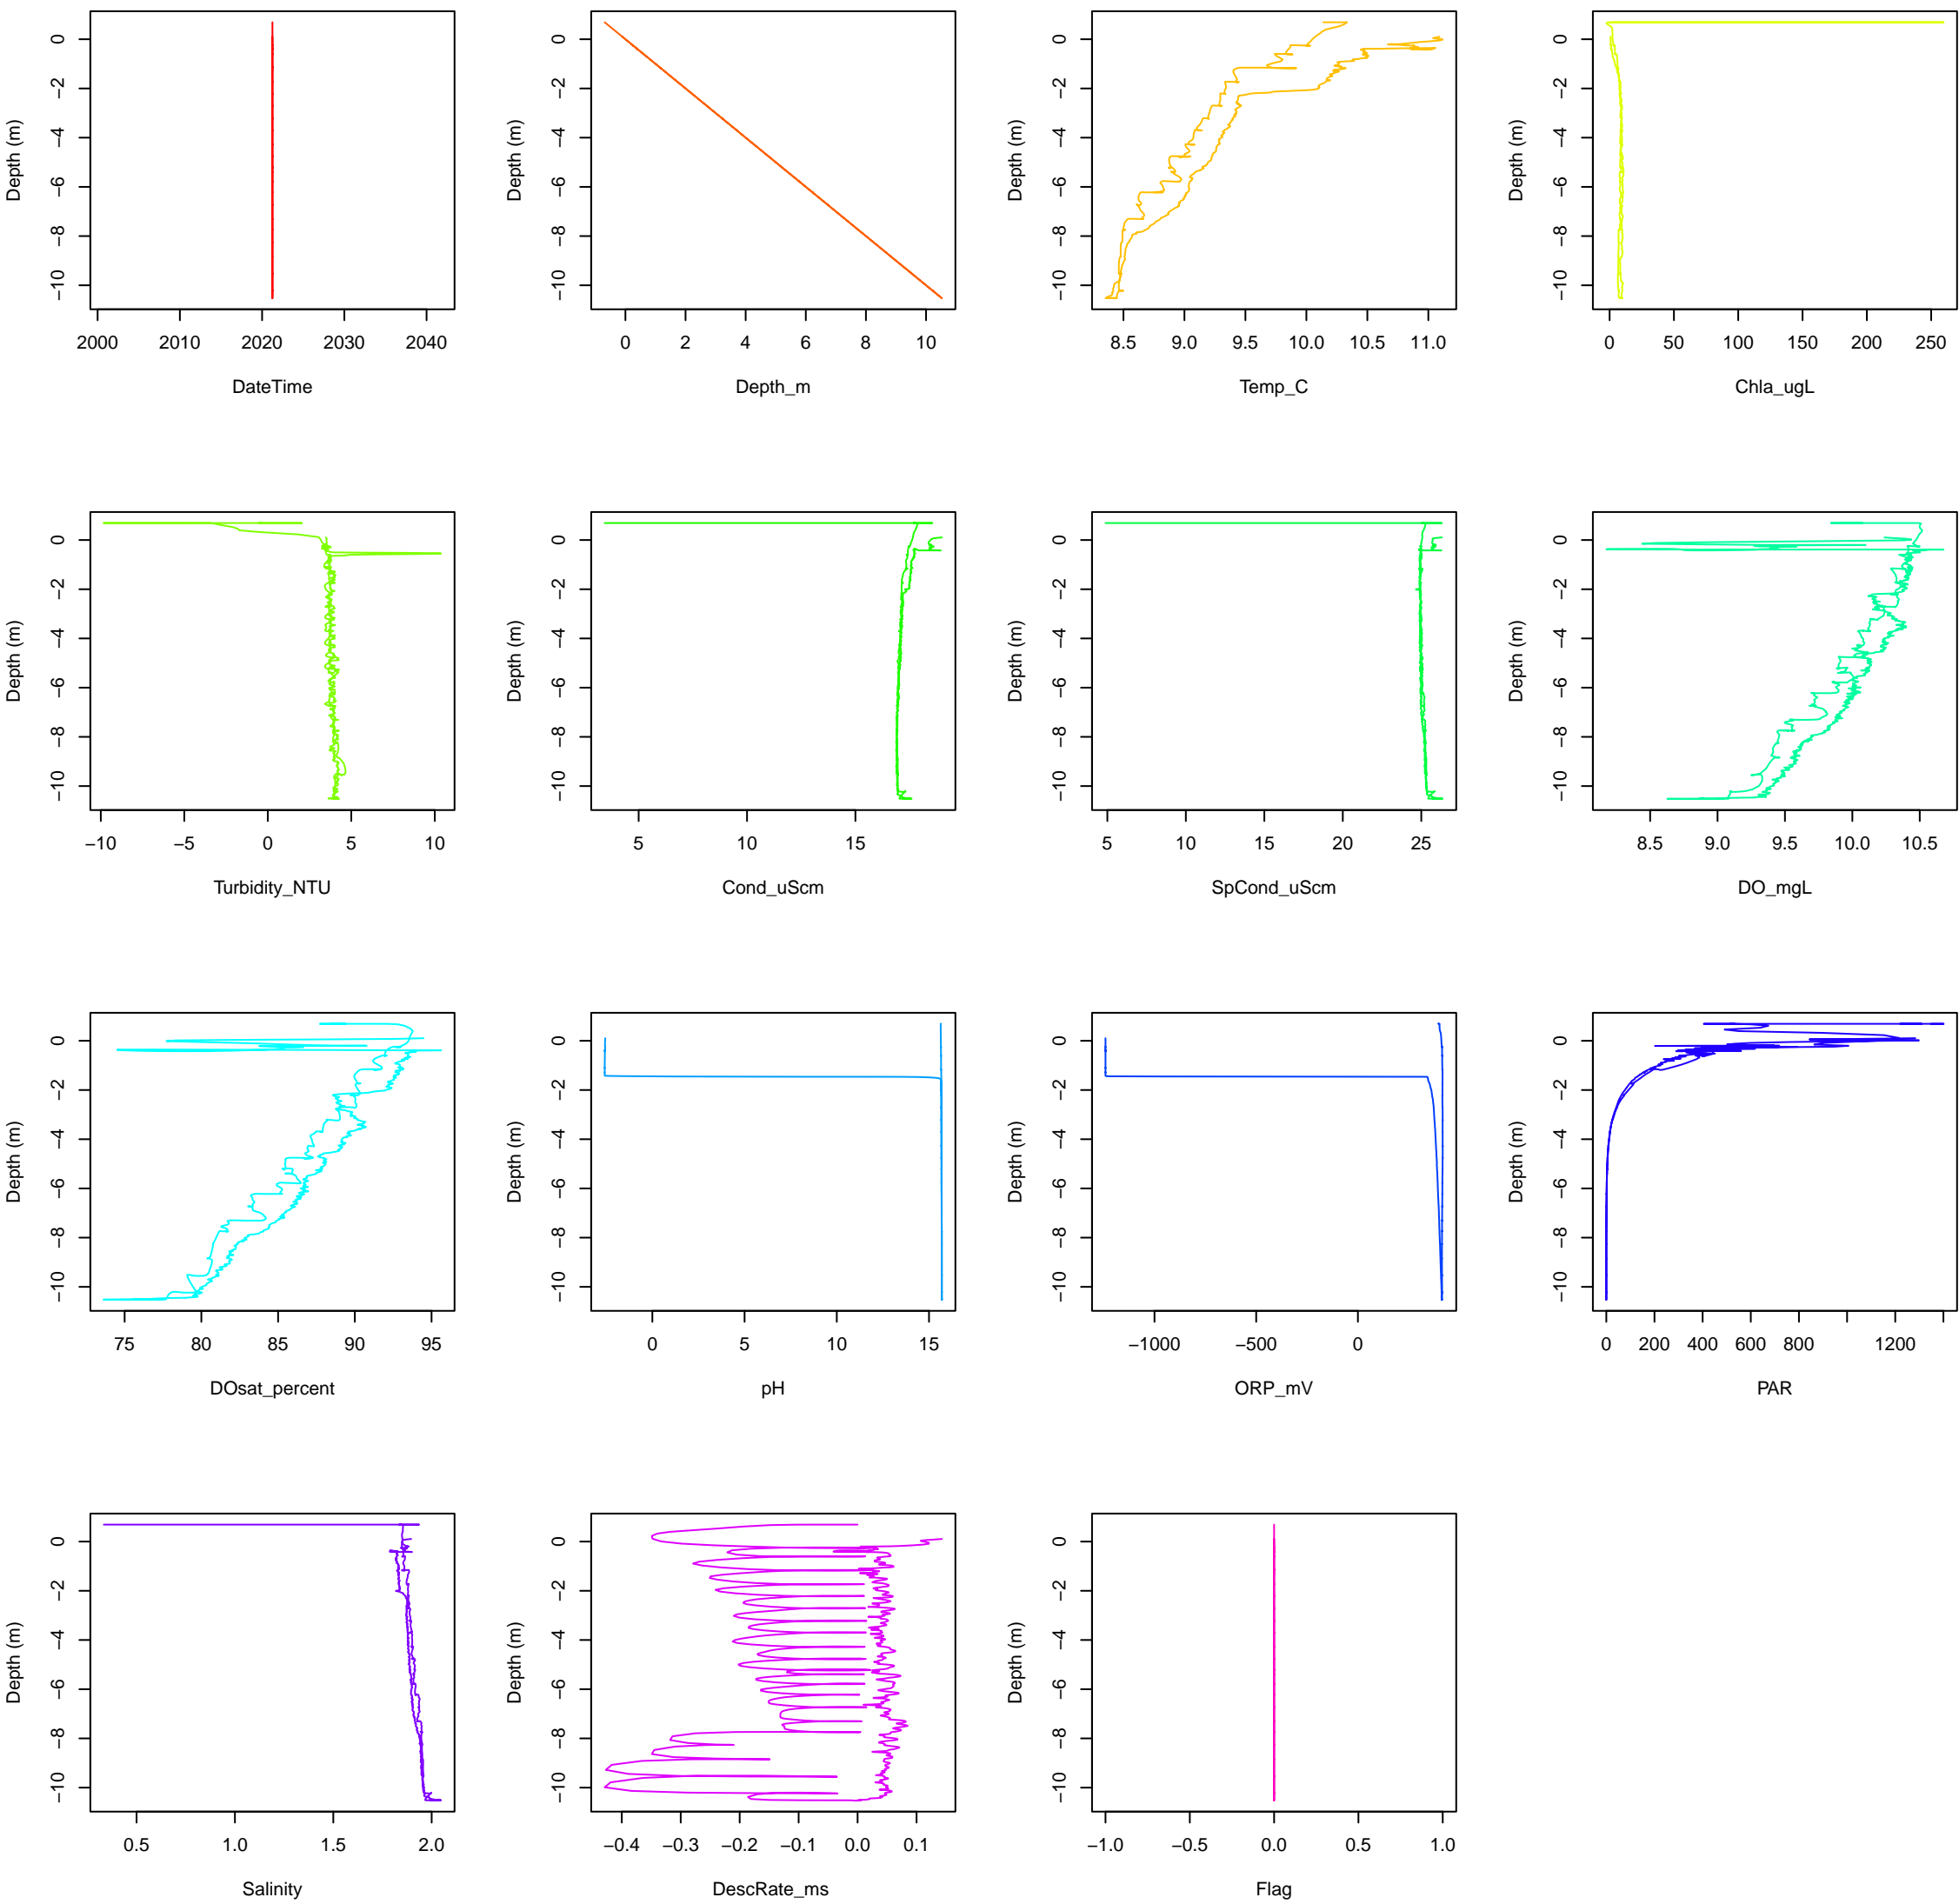 Depth (m)
0
−2
−4
−6
−8
−10
2000 2010 2020 2030 2040
DateTime
Depth (m)
0
−2
−4
−6
−8
−10
0 2 4 6 8 10
Depth_m
Depth (m)
0
−2
−4
−6
−8
−10
8.5 9.0 9.5 10.0 10.5 11.0
Temp_C
Depth (m)
0
−2
−4
−6
−8
−10
0 50 100 150 200 250
Chla_ugL
Depth (m)
0
−2
−4
−6
−8
−10
−10 −5 0 5 10
Turbidity_NTU
Depth (m)
0
−2
−4
−6
−8
−10
5 10 15
Cond_uScm
Depth (m)
0
−2
−4
−6
−8
−10
5 10 15 20 25
SpCond_uScm
Depth (m)
0
−2
−4
−6
−8
−10
8.5 9.0 9.5 10.0 10.5
DO_mgL
Depth (m)
0
−2
−4
−6
−8
−10
75 80 85 90 95
DOsat_percent
Depth (m)
0
−2
−4
−6
−8
−10
0 5 10 15
pH
Depth (m)
0
−2
−4
−6
−8
−10
−1000 −500 0
ORP_mV
Depth (m)
0
−2
−4
−6
−8
−10
0 200 400 600 800 1200
PAR
Depth (m)
0
−2
−4
−6
−8
−10
0.5 1.0 1.5 2.0
Salinity
Depth (m)
0
−2
−4
−6
−8
−10
−0.4 −0.3 −0.2 −0.1 0.0 0.1
DescRate_ms
Depth (m)
0
−2
−4
−6
−8
−10
−1.0 −0.5 0.0 0.5 1.0
Flag